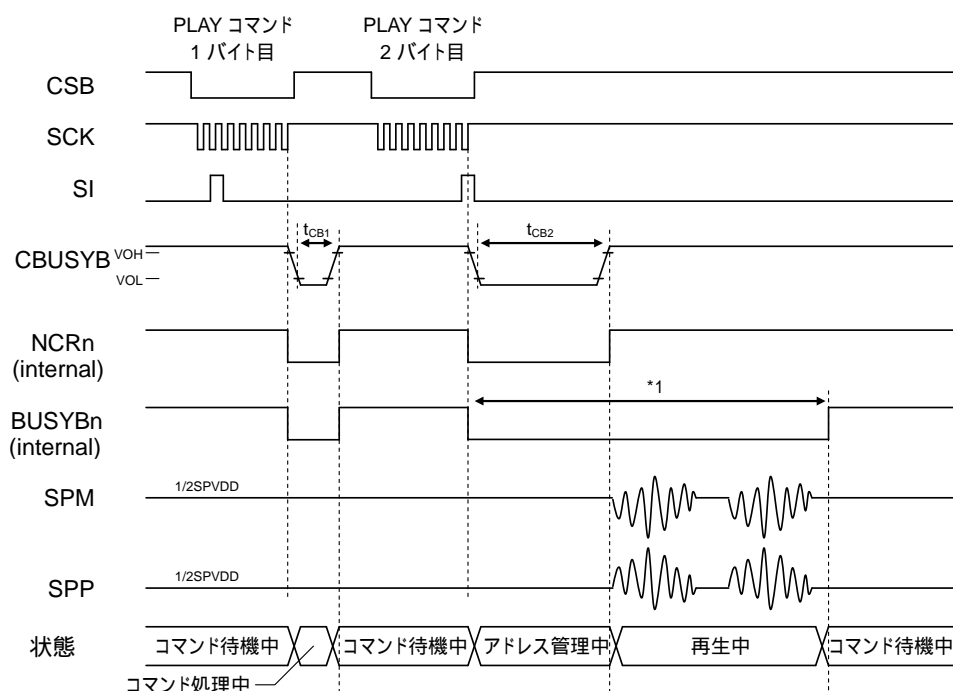 PLAY コマンド
1 バイト目
PLAY コマンド
2 バイト目
CSB
SCK
SI
tCB1
tCB2
CBUSYB
VOH
VOL
NCRn
(internal)
*1
BUSYBn
(internal)
SPM
1/2SPVDD
SPP
1/2SPVDD
状態
コマンド待機中
コマンド待機中
アドレス管理中
再生中
コマンド待機中
コマンド処理中